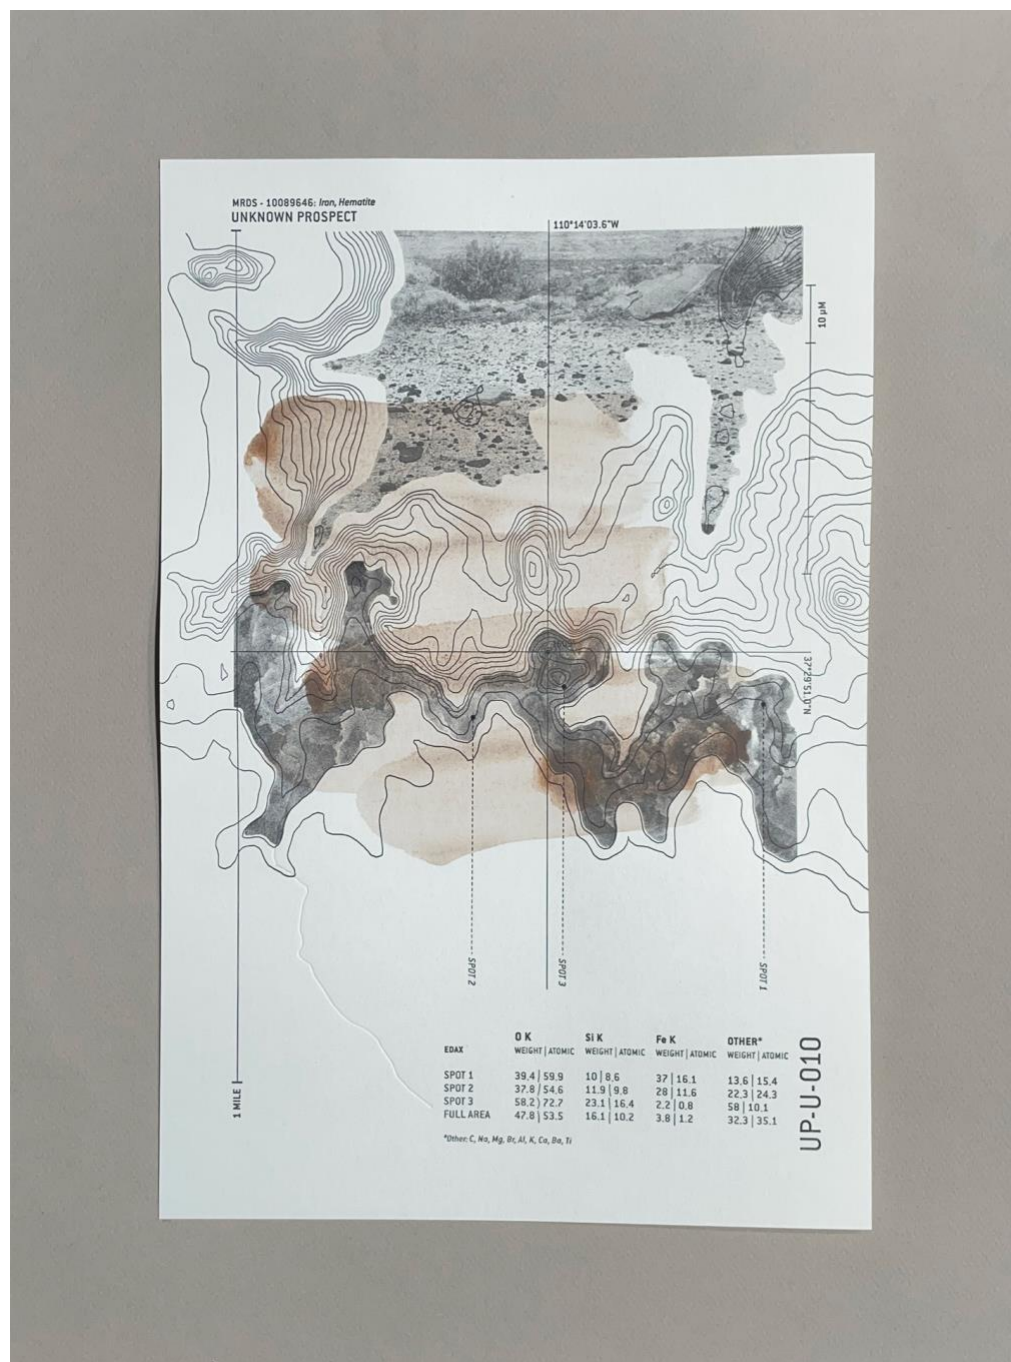 MRDS - 10089646: Iron, Hematite
UNKNOWN PROSPECT
110°14'03.6"W
10 µM
37°29'51.0"N
SPOT 2
SPOT 3
SPOT 1
1 MILE
EDAX
O K
Si K
Fe K
OTHER*
WEIGHT | ATOMIC WEIGHT | ATOMIC WEIGHT | ATOMIC WEIGHT | ATOMIC
SPOT 1 39.4 | 59.9 10 | 8.6 37 | 16.1 13.6 | 15.4
SPOT 2 37.8 | 54.6 11.9 | 9.8 28 | 11.6 22.3 | 24.3
SPOT 3 58.2 | 72.7 23.1 | 16.4 2.2 | 0.8 58 | 10.1
FULL AREA 47.8 | 53.5 16.1 | 10.2 3.8 | 1.2 32.3 | 35.1
*Other: C, Na, Mg, Br, Al, K, Ca, Ba, Ti
UP-U-010